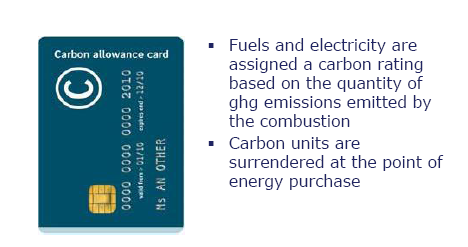 Carbon allowance card
C
0000 0000 0000 2010
valid from - 01/10 expires end - 12/10
Ms AN OTHER
▪ Fuels and electricity are
assigned a carbon rating
based on the quantity of
ghg emissions emitted by
the combustion
▪ Carbon units are
surrendered at the point of
energy purchase